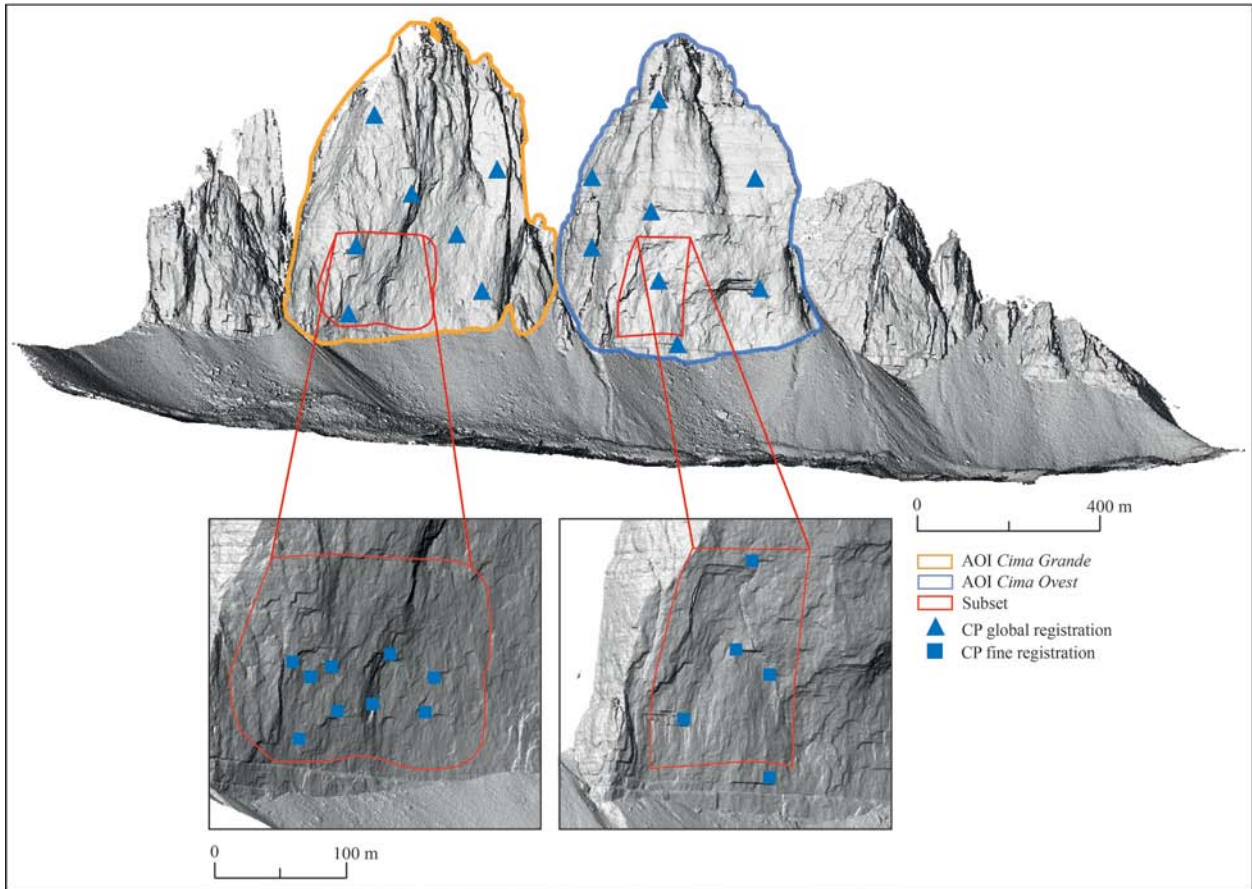 0 400 m
AOI Cima Grande
AOI Cima Ovest
Subset
CP global registration
CP fine registration
0 100 m